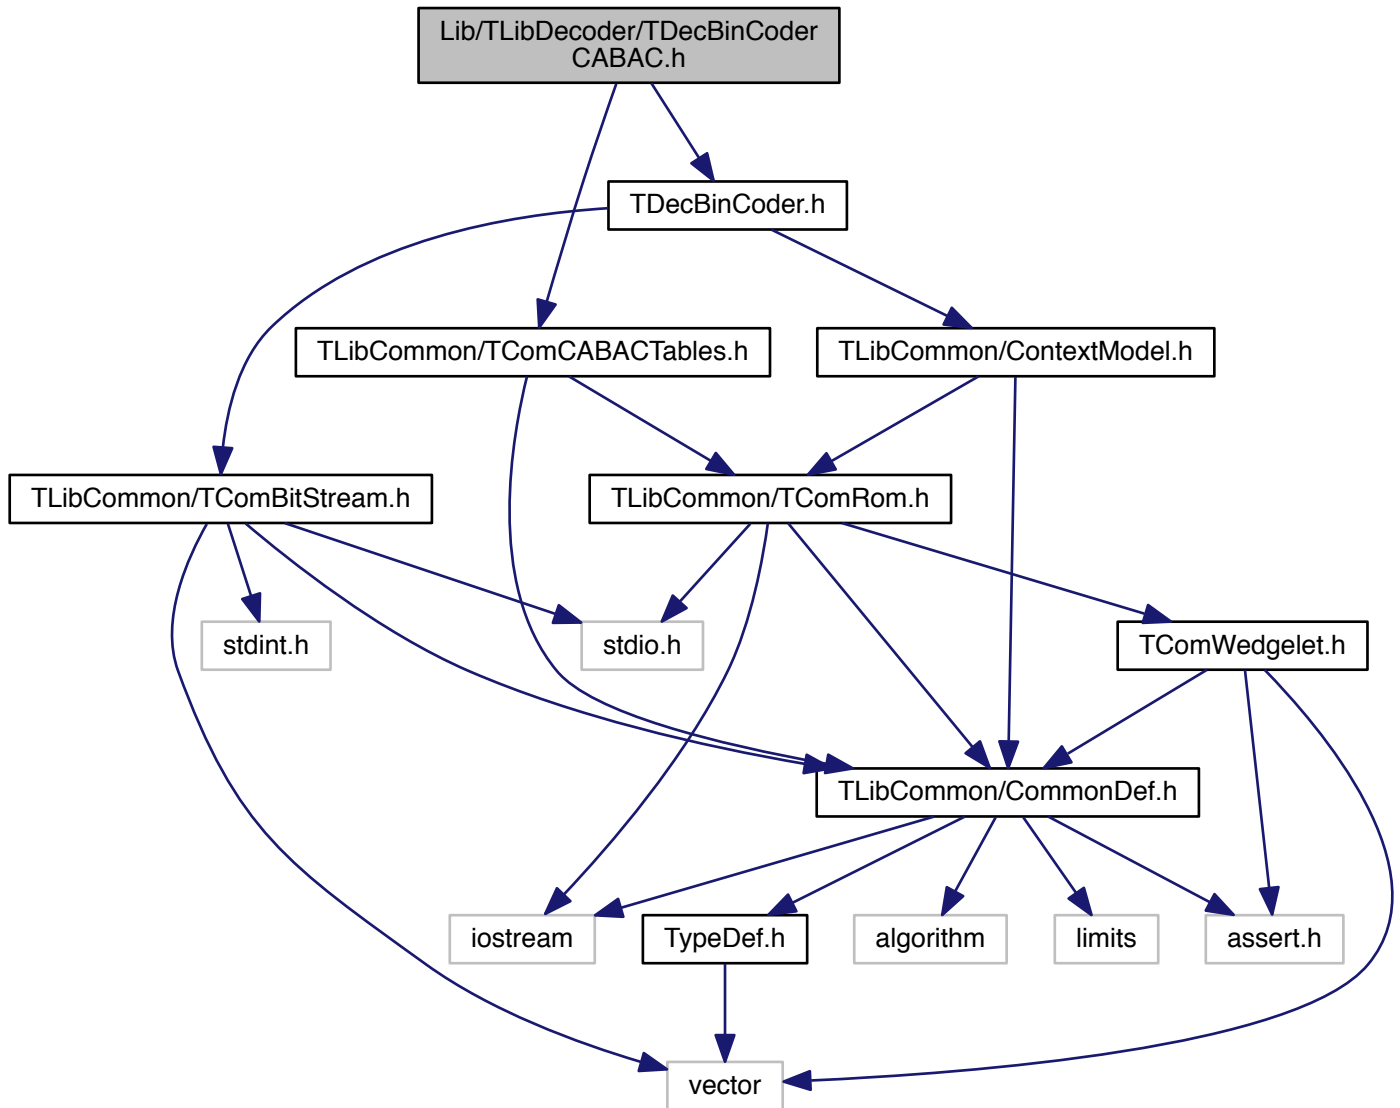 Lib/TLibDecoder/TDecBinCoder
CABAC.h
TDecBinCoder.h
TLibCommon/TComCABACTables.h
TLibCommon/ContextModel.h
TLibCommon/TComBitStream.h
TLibCommon/TComRom.h
stdint.h
stdio.h
TComWedgelet.h
TLibCommon/CommonDef.h
iostream
TypeDef.h
algorithm
limits
assert.h
vector